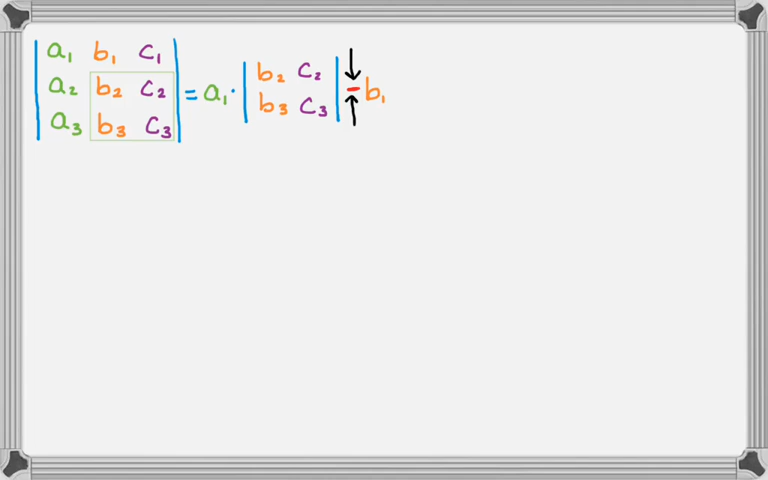 | a₁ b₁ c₁ |
| a₂ b₂ c₂ | = a₁ · | b₂ c₂ | - b₁
| a₃ b₃ c₃ | | b₃ c₃ |